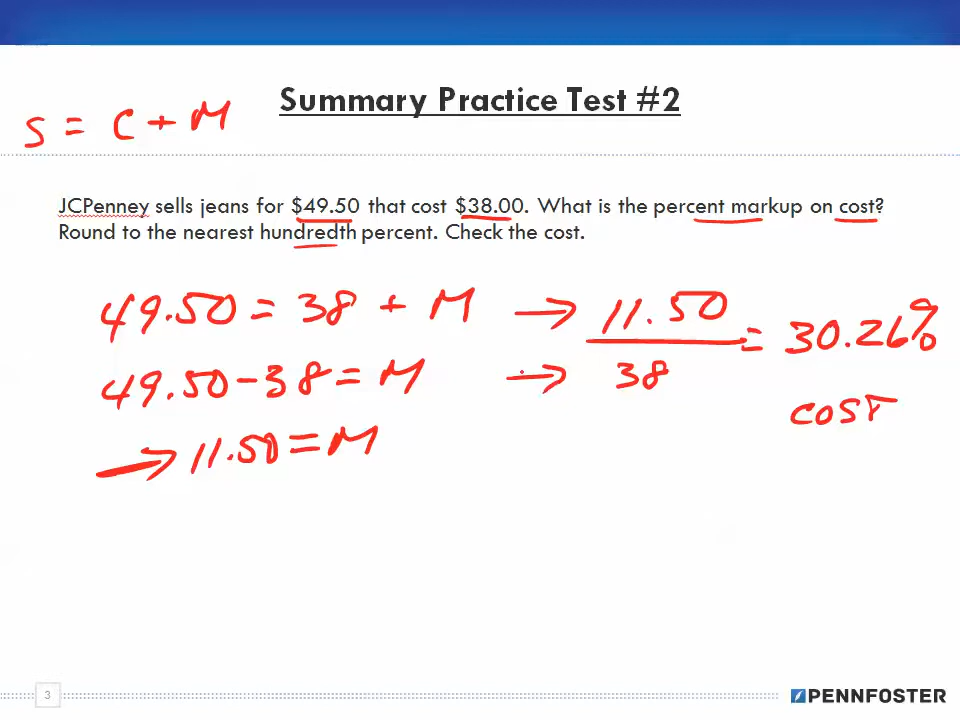 Summary Practice Test #2
S = C + M
JCPenney sells jeans for $49.50 that cost $38.00. What is the percent markup on cost?
Round to the nearest hundredth percent. Check the cost.
49.50 = 38 + M → 11.50 / 38 = 30.26%
49.50 - 38 = M → cost
→ 11.50 = M
3
PENNFOSTER